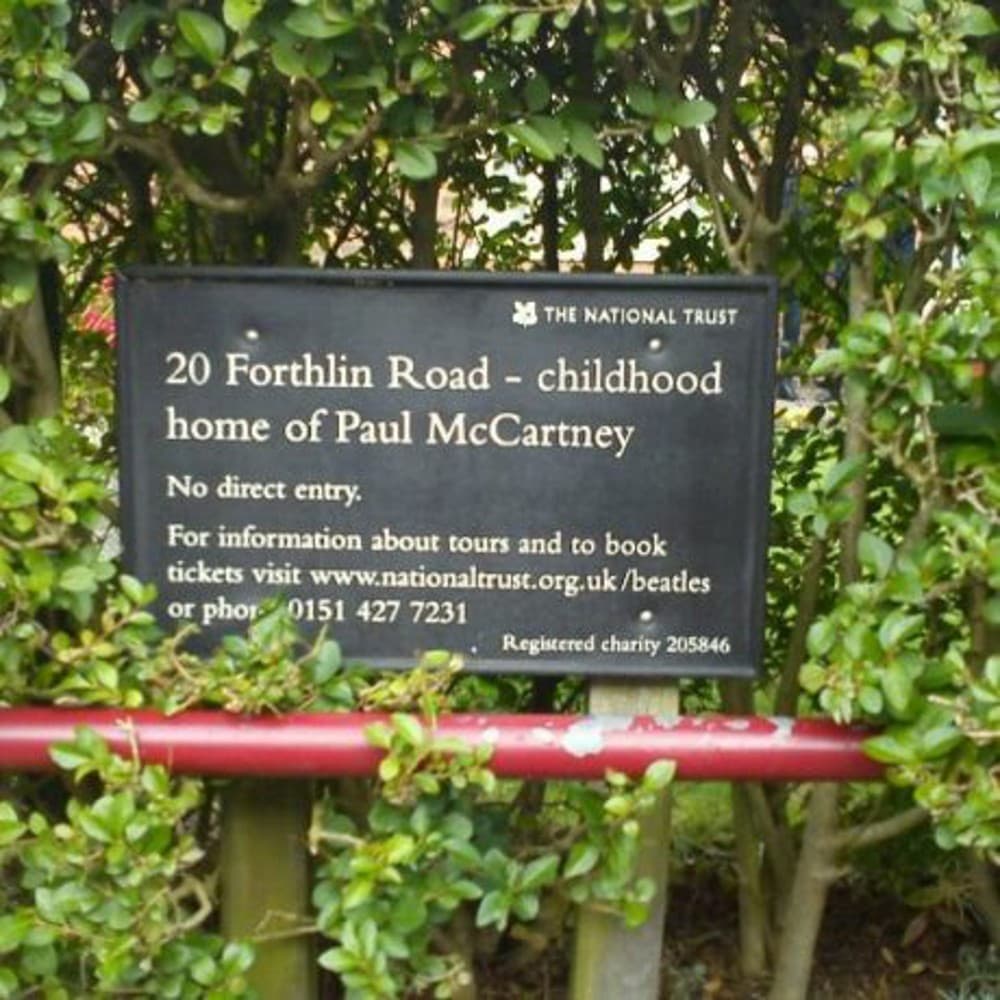 THE NATIONAL TRUST
20 Forthlin Road - childhood
home of Paul McCartney
No direct entry.
For information about tours and to book
tickets visit www.nationaltrust.org.uk/beatles
or 0151 427 7231
Registered charity 205846